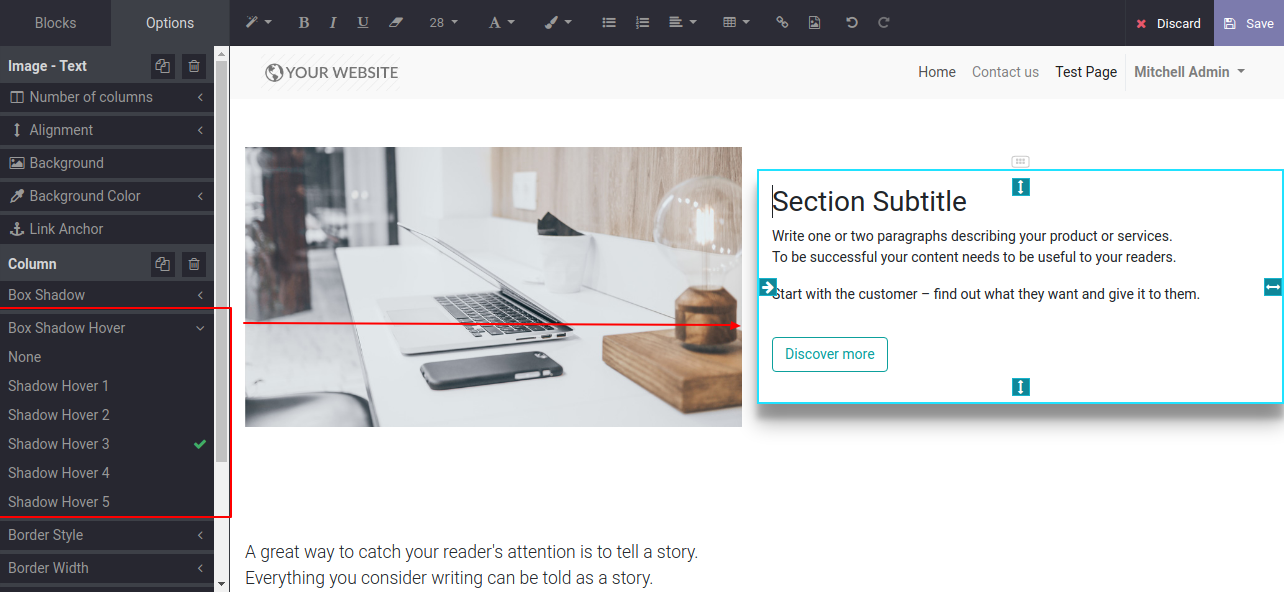 Blocks
Options
B I U
28
A
Discard
Save
Image - Text
Number of columns
Alignment
Background
Background Color
Link Anchor
Column
Box Shadow
Box Shadow Hover
None
Shadow Hover 1
Shadow Hover 2
Shadow Hover 3
Shadow Hover 4
Shadow Hover 5
Border Style
Border Width
YOUR WEBSITE
Home
Contact us
Test Page
Mitchell Admin
Section Subtitle
Write one or two paragraphs describing your product or services.
To be successful your content needs to be useful to your readers.
Start with the customer – find out what they want and give it to them.
Discover more
A great way to catch your reader's attention is to tell a story.
Everything you consider writing can be told as a story.